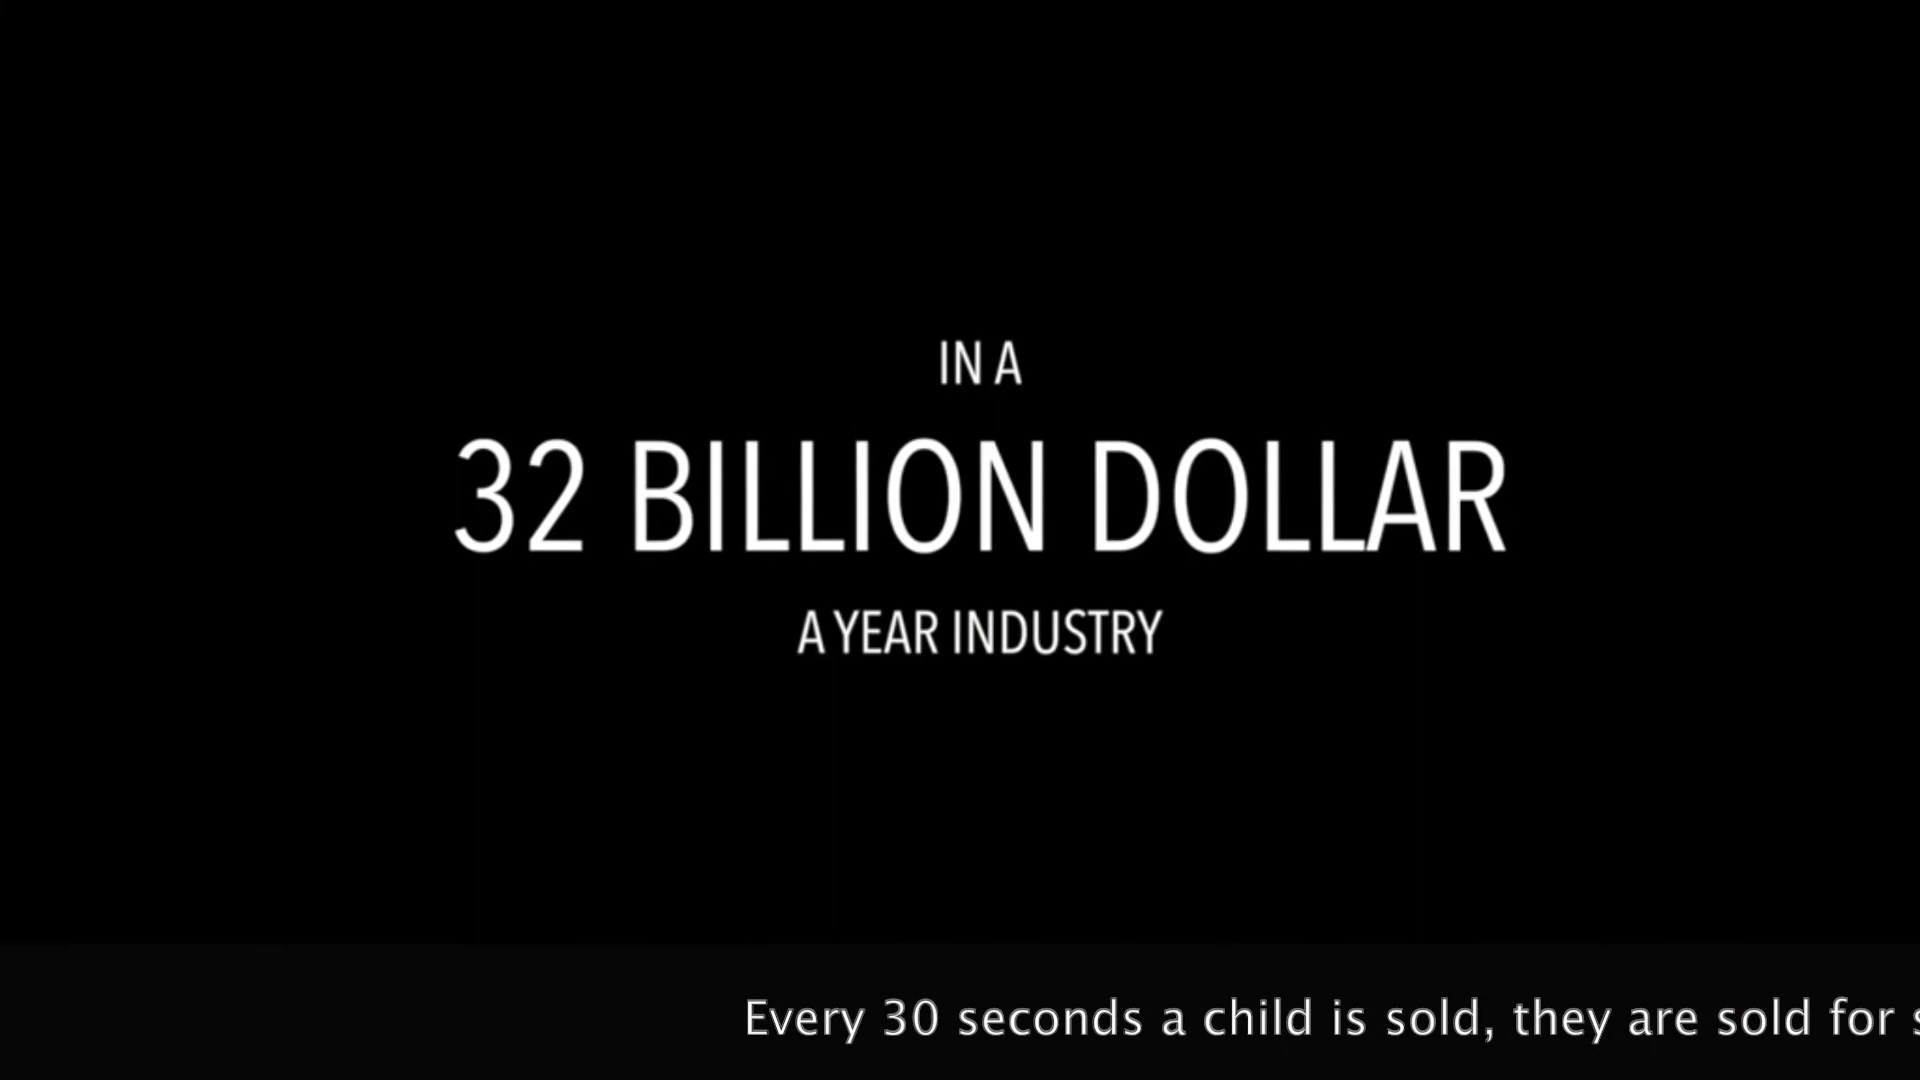 IN A
32 BILLION DOLLAR
A YEAR INDUSTRY
Every 30 seconds a child is sold, they are sold for